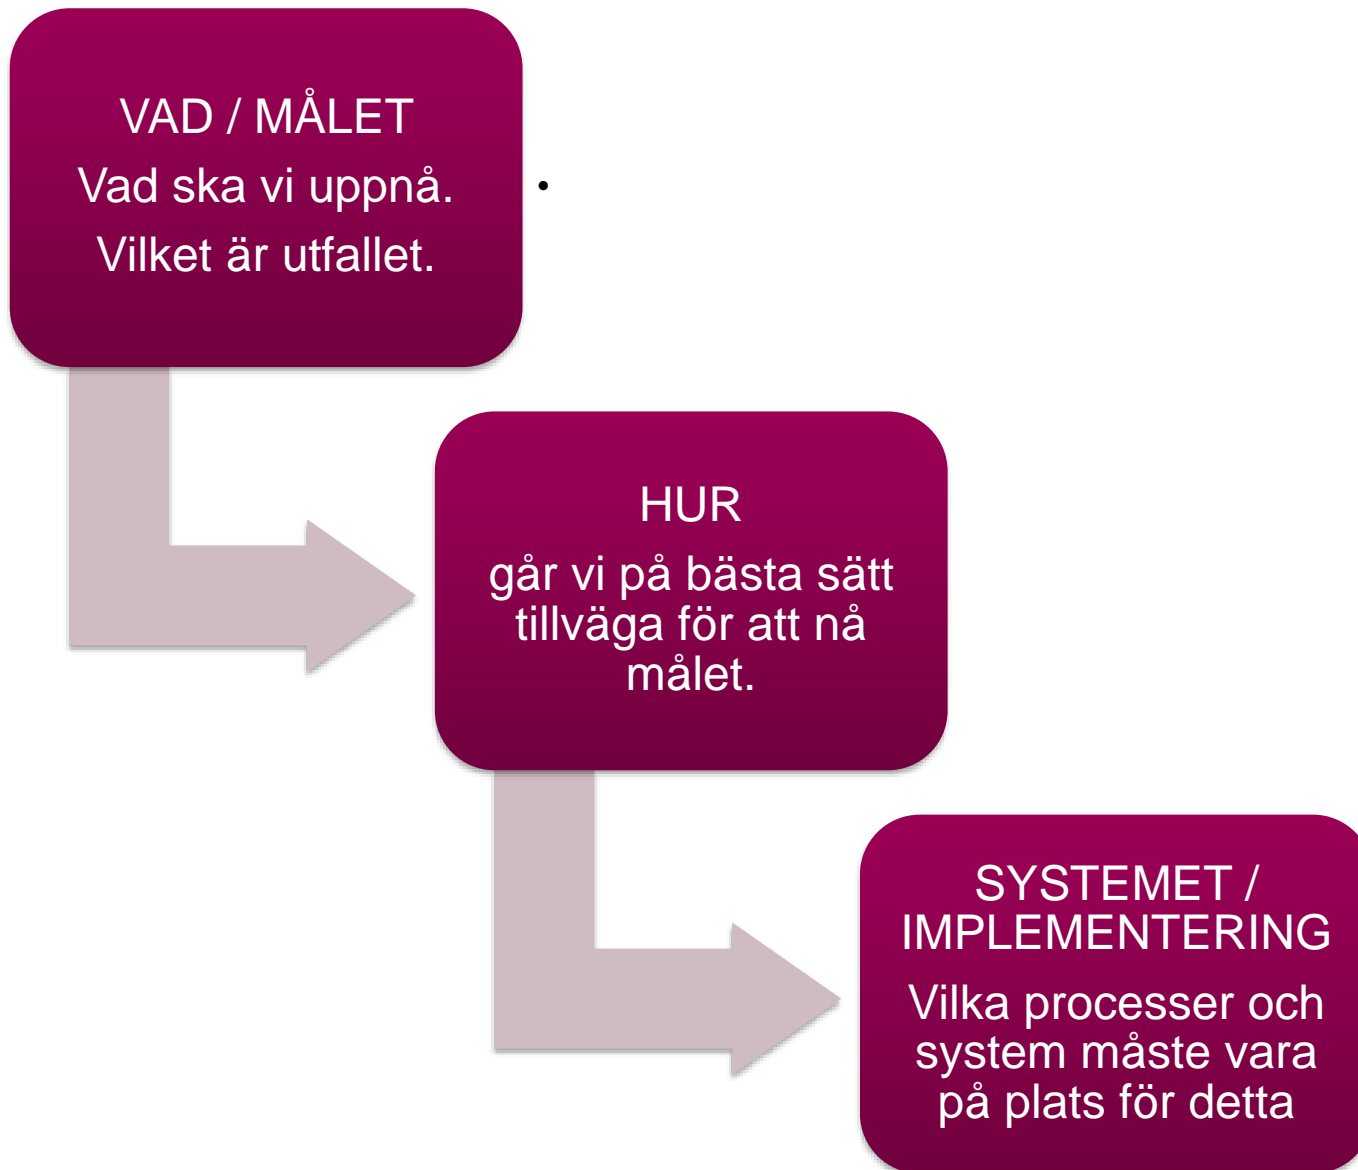 VAD / MÅLET
Vad ska vi uppnå.
Vilket är utfallet.
•
HUR
går vi på bästa sätt
tillväga för att nå
målet.
SYSTEMET /
IMPLEMENTERING
Vilka processer och
system måste vara
på plats för detta